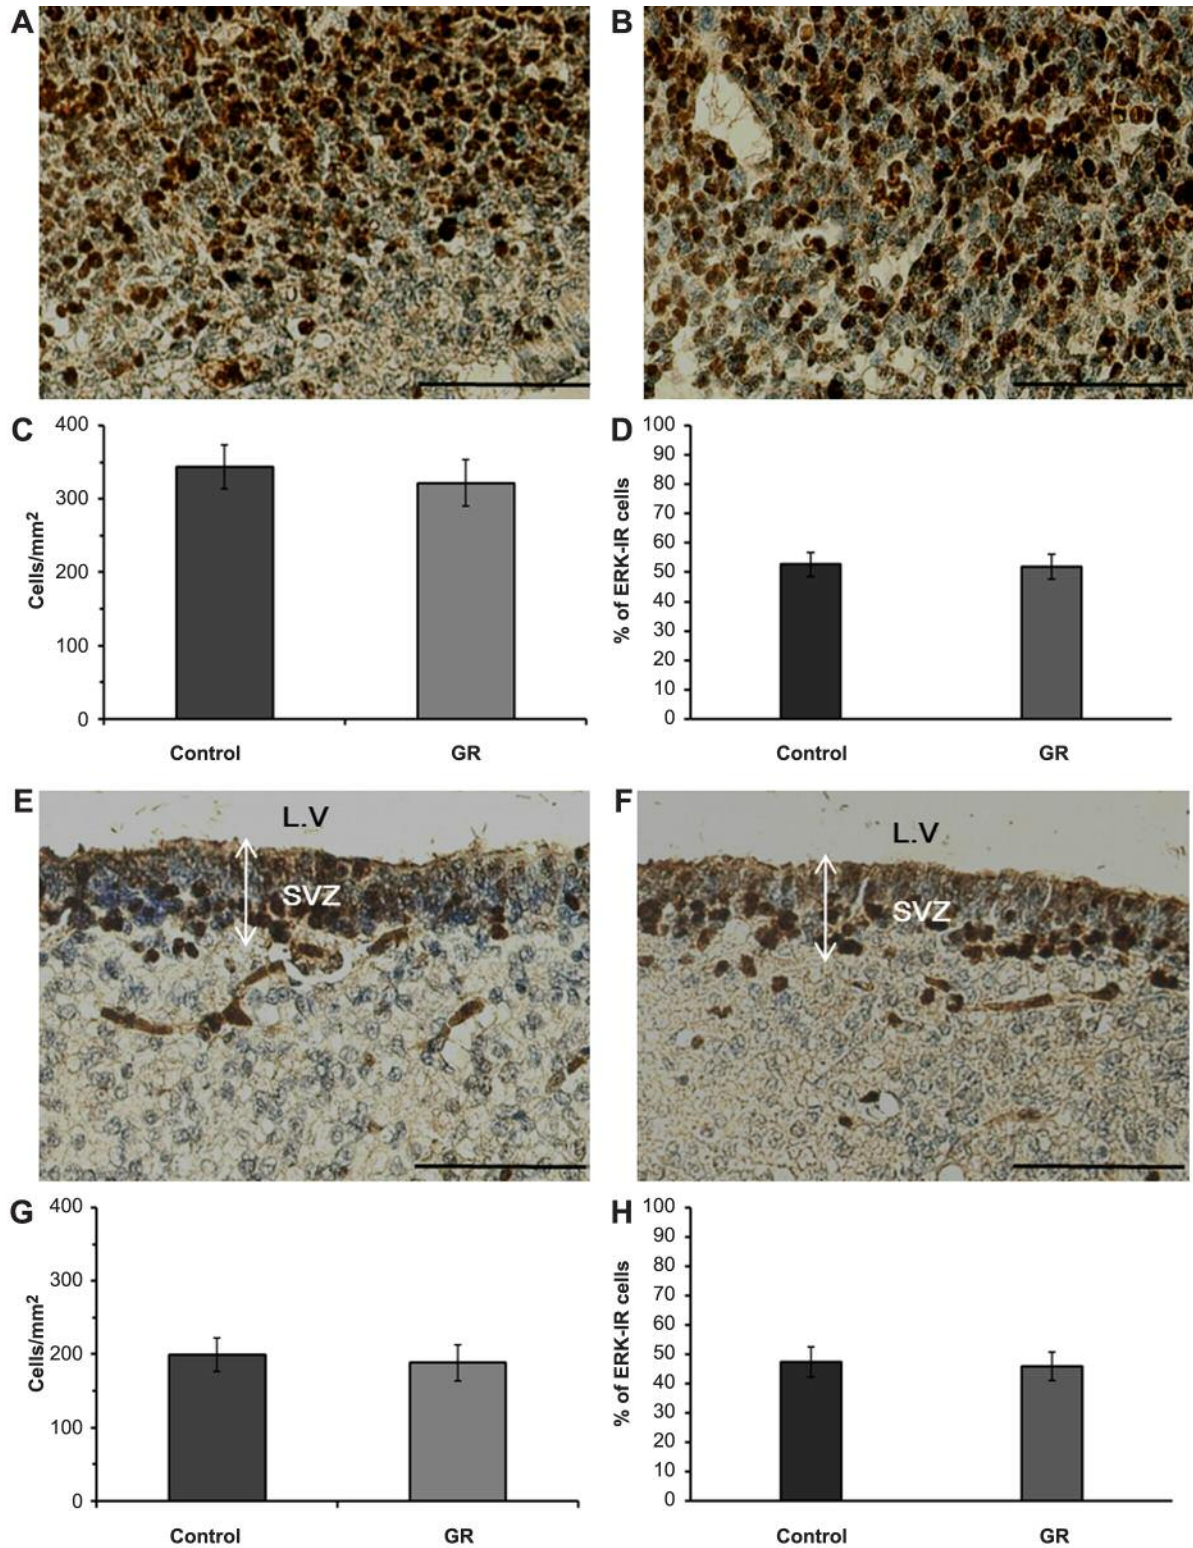 A
B
C
400
300
200
100
0
Cells/mm²
Control
GR
D
100
90
80
70
60
50
40
30
20
10
0
% of ERK-IR cells
Control
GR
E
L.V
SVZ
F
L.V
SVZ
G
400
300
200
100
0
Cells/mm²
Control
GR
H
100
90
80
70
60
50
40
30
20
10
0
% of ERK-IR cells
Control
GR